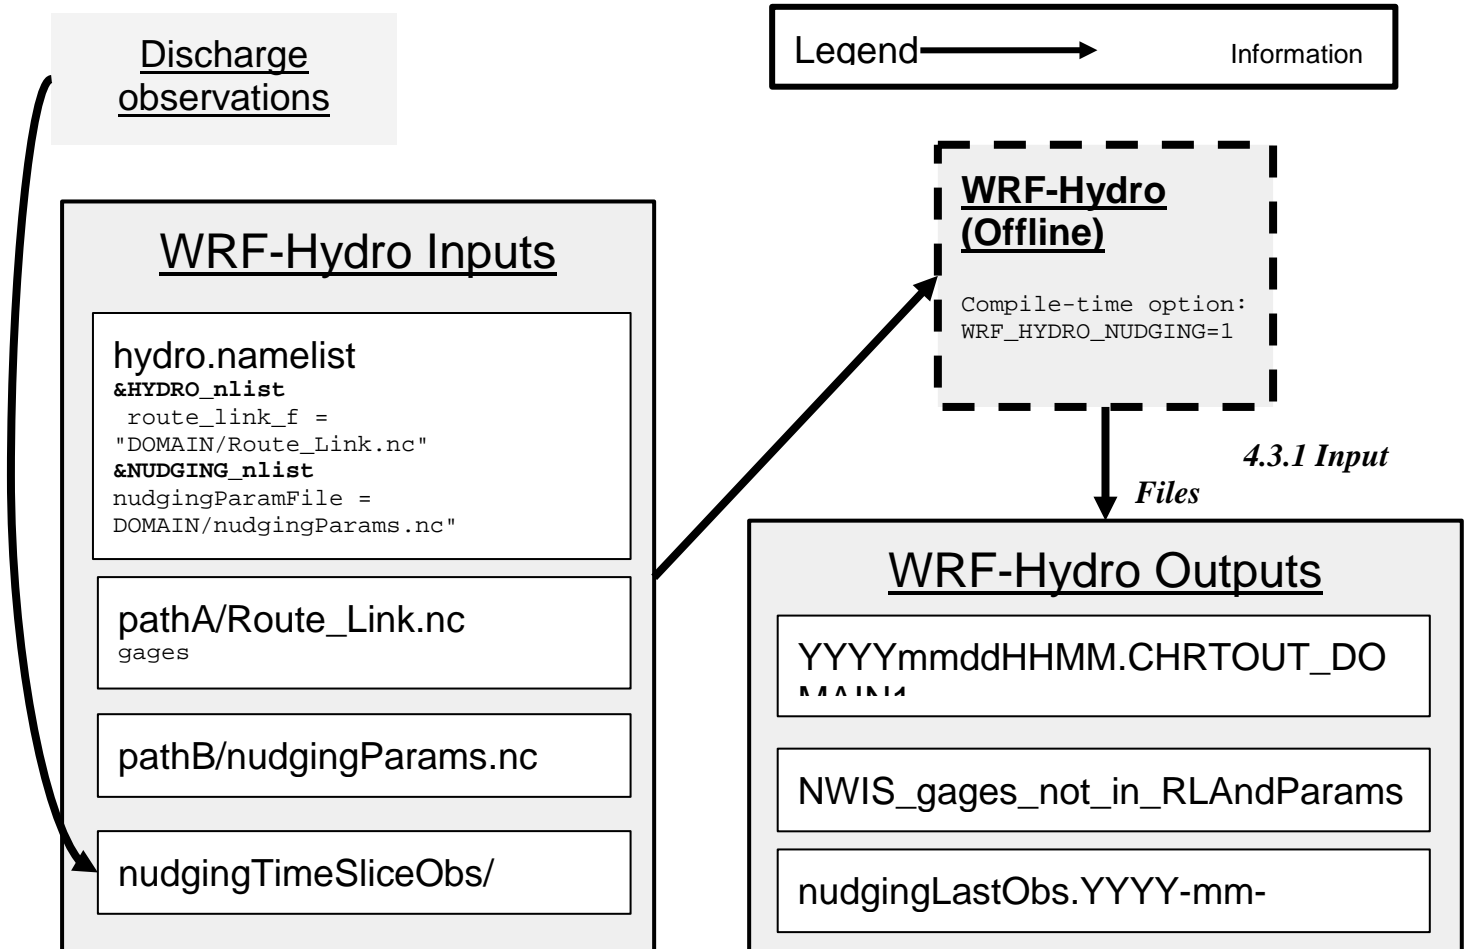 Discharge
observations
Legend
Information
WRF-Hydro Inputs
hydro.namelist
&HYDRO_nlist
route_link_f =
"DOMAIN/Route_Link.nc"
&NUDGING_nlist
nudgingParamFile =
DOMAIN/nudgingParams.nc"
pathA/Route_Link.nc
gages
pathB/nudgingParams.nc
nudgingTimeSliceObs/
WRF-Hydro
(Offline)
Compile-time option:
WRF_HYDRO_NUDGING=1
4.3.1 Input
Files
WRF-Hydro Outputs
YYYYmmddHHMM.CHRTOUT_DO
MAIN1
NWIS_gages_not_in_RLAndParams
nudgingLastObs.YYYY-mm-